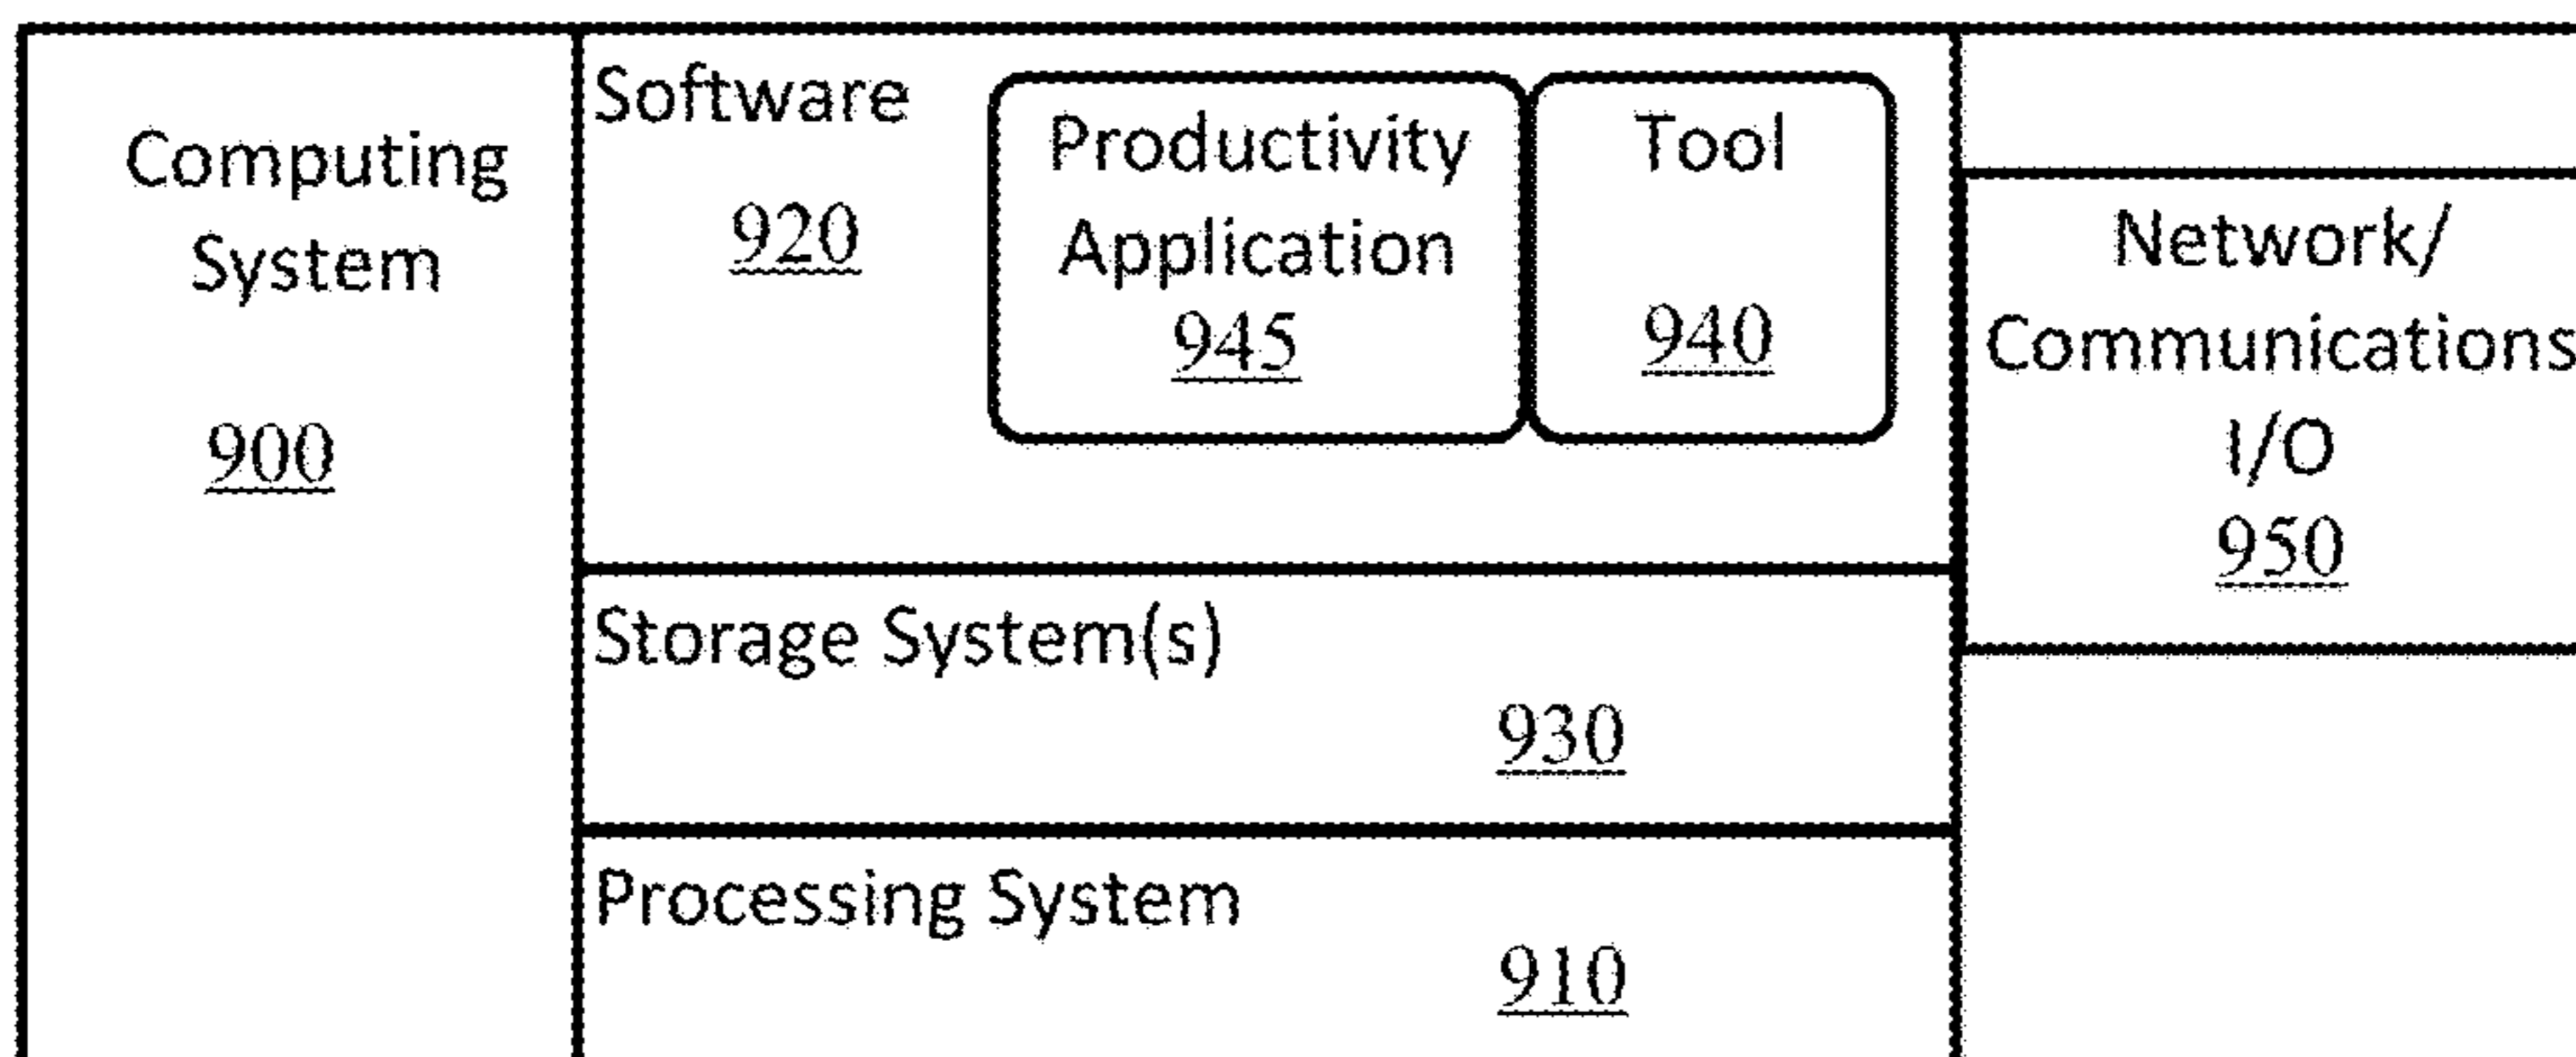 Computing
System
900
Software
920
Productivity
Application
945
Tool
940
Storage System(s)
930
Processing System
910
Network/
Communications
I/O
950